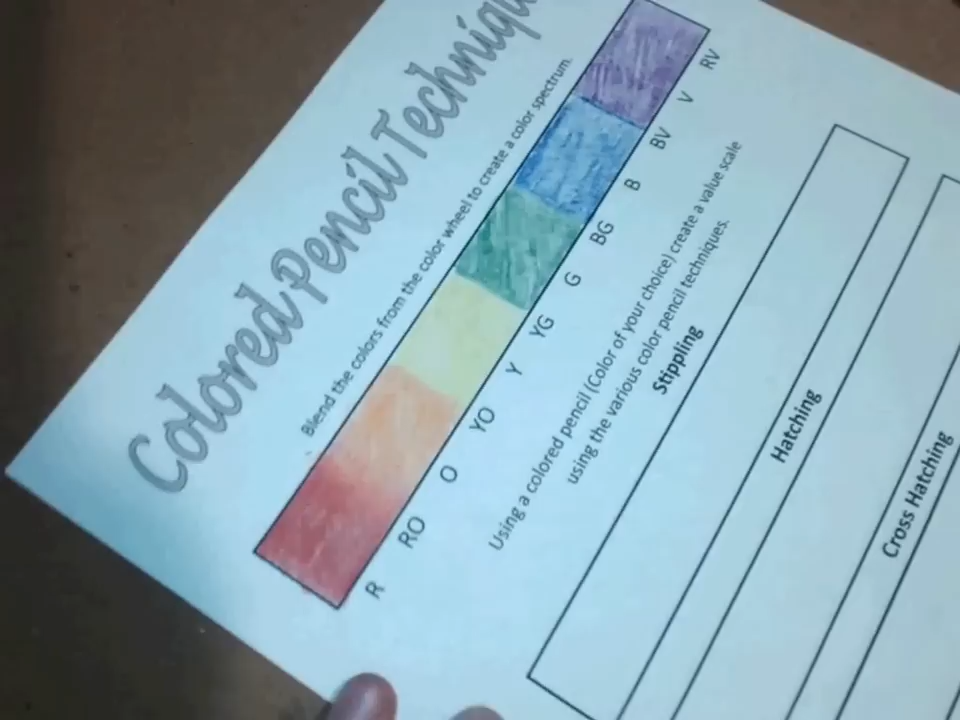 Colored Pencil Techniqu
Blend the colors from the color wheel to create a color spectrum.
R RO O YO Y YG G BG B BV V RV
Using a colored pencil (Color of your choice) create a value scale
using the various color pencil techniques.
Stippling
Hatching
Cross Hatching